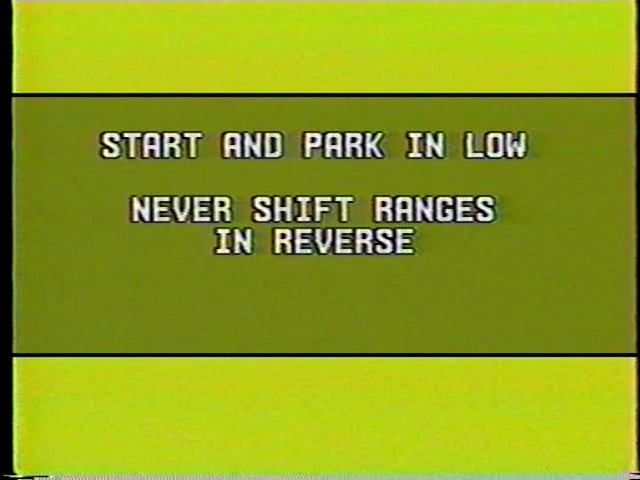 START AND PARK IN LOW
NEVER SHIFT RANGES
IN REVERSE